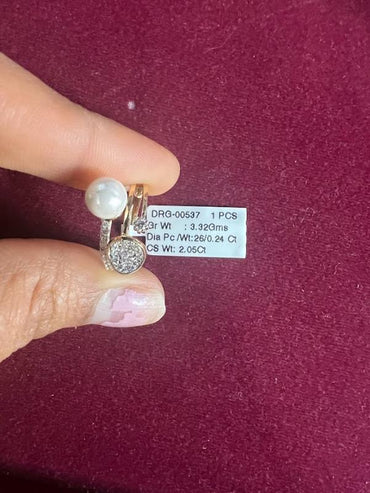 DRG-00537 1 PCS
Gr Wt : 3.32Gms
Dia Pc /Wt:26/0.24 Ct
CS Wt: 2.05Ct